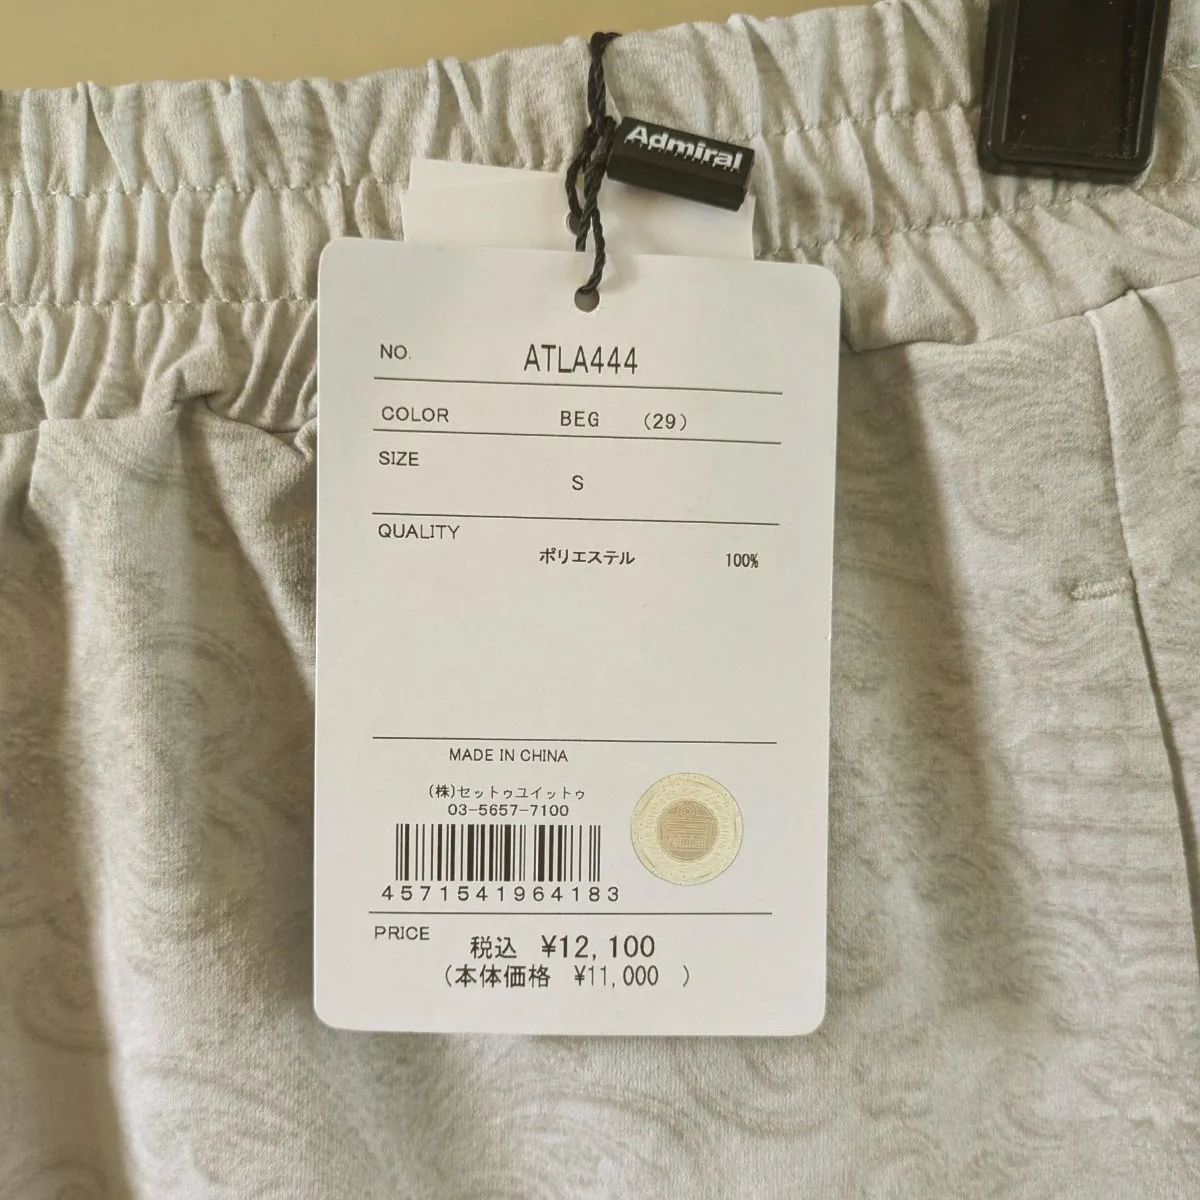 Admiral
NO. ATLA444
COLOR BEG (29)
SIZE
S
QUALITY
ポリエステル 100%
MADE IN CHINA
(株)セットゥユイットゥ
03-5657-7100
4571541964183
PRICE 税込 ¥12,100
(本体価格 ¥11,000 )